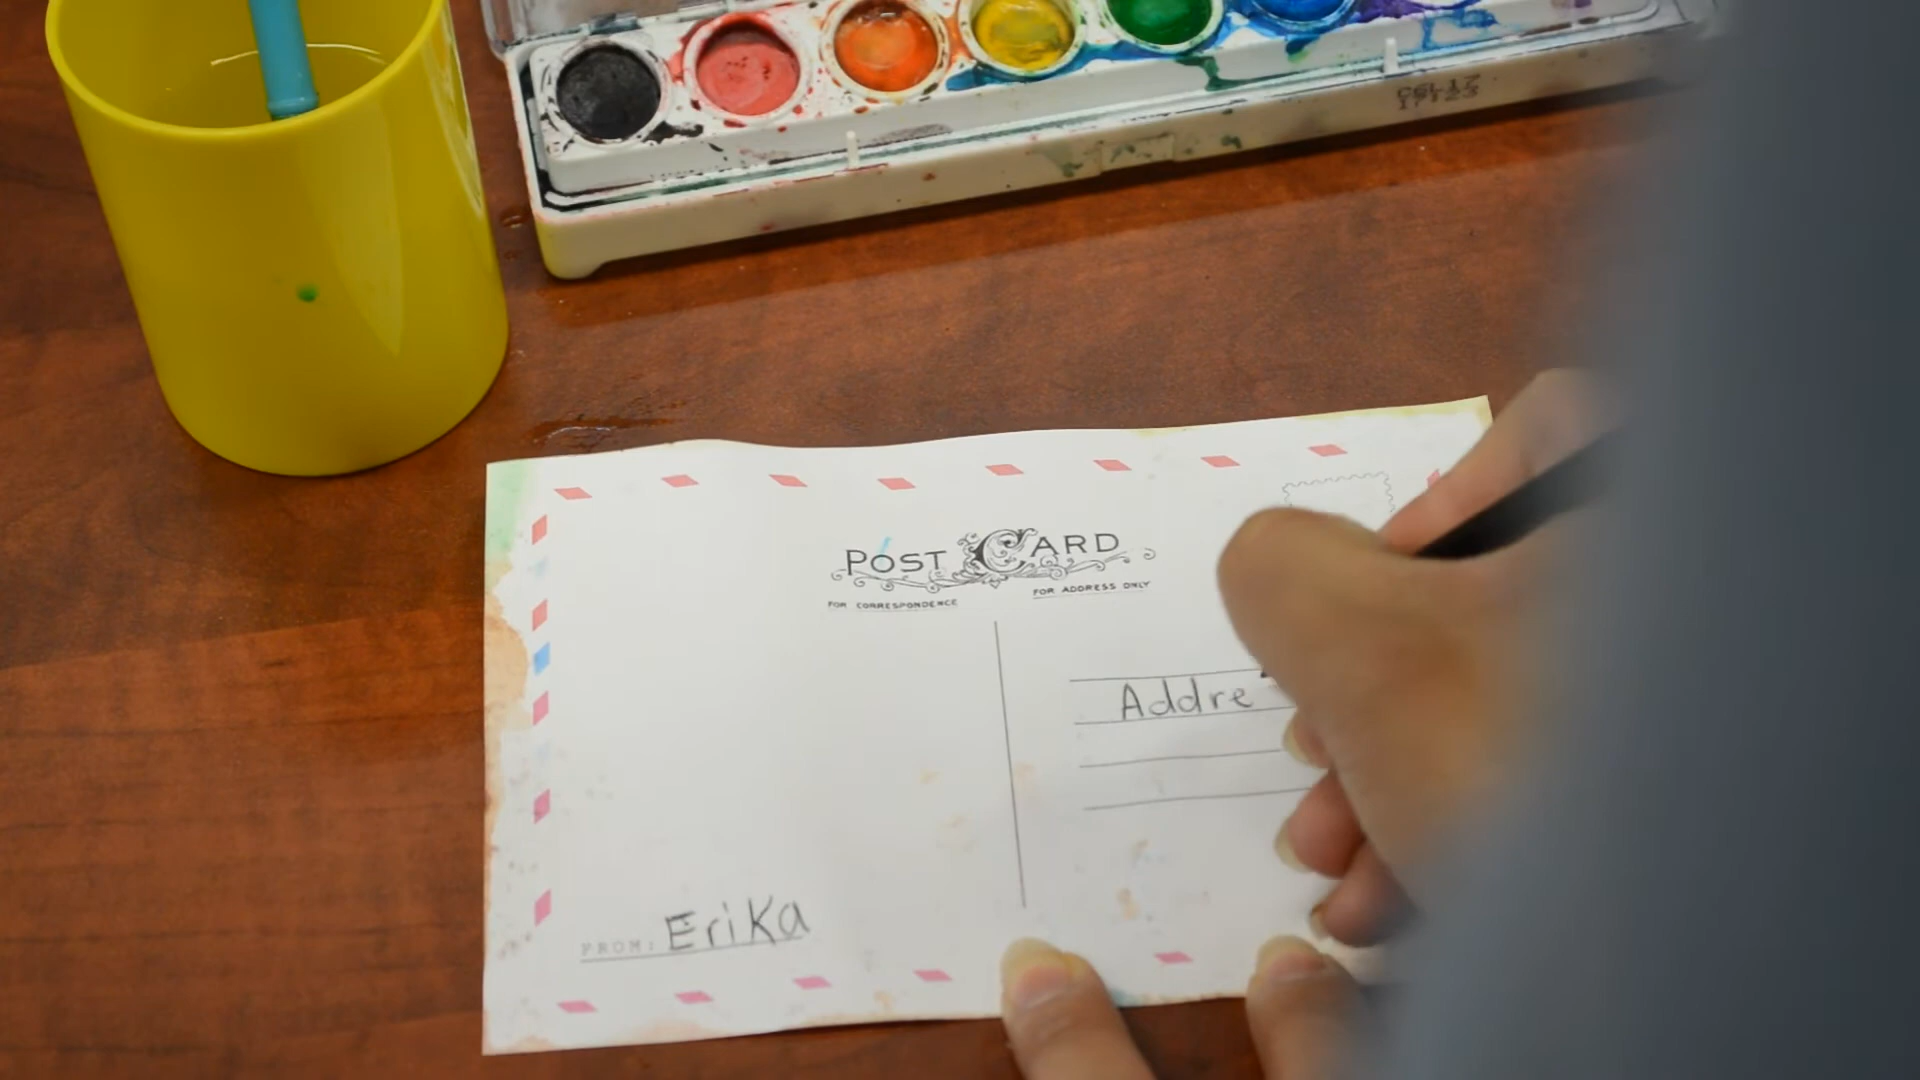 POST CARD
FOR CORRESPONDENCE
FOR ADDRESS ONLY
Addre
FROM: Erika